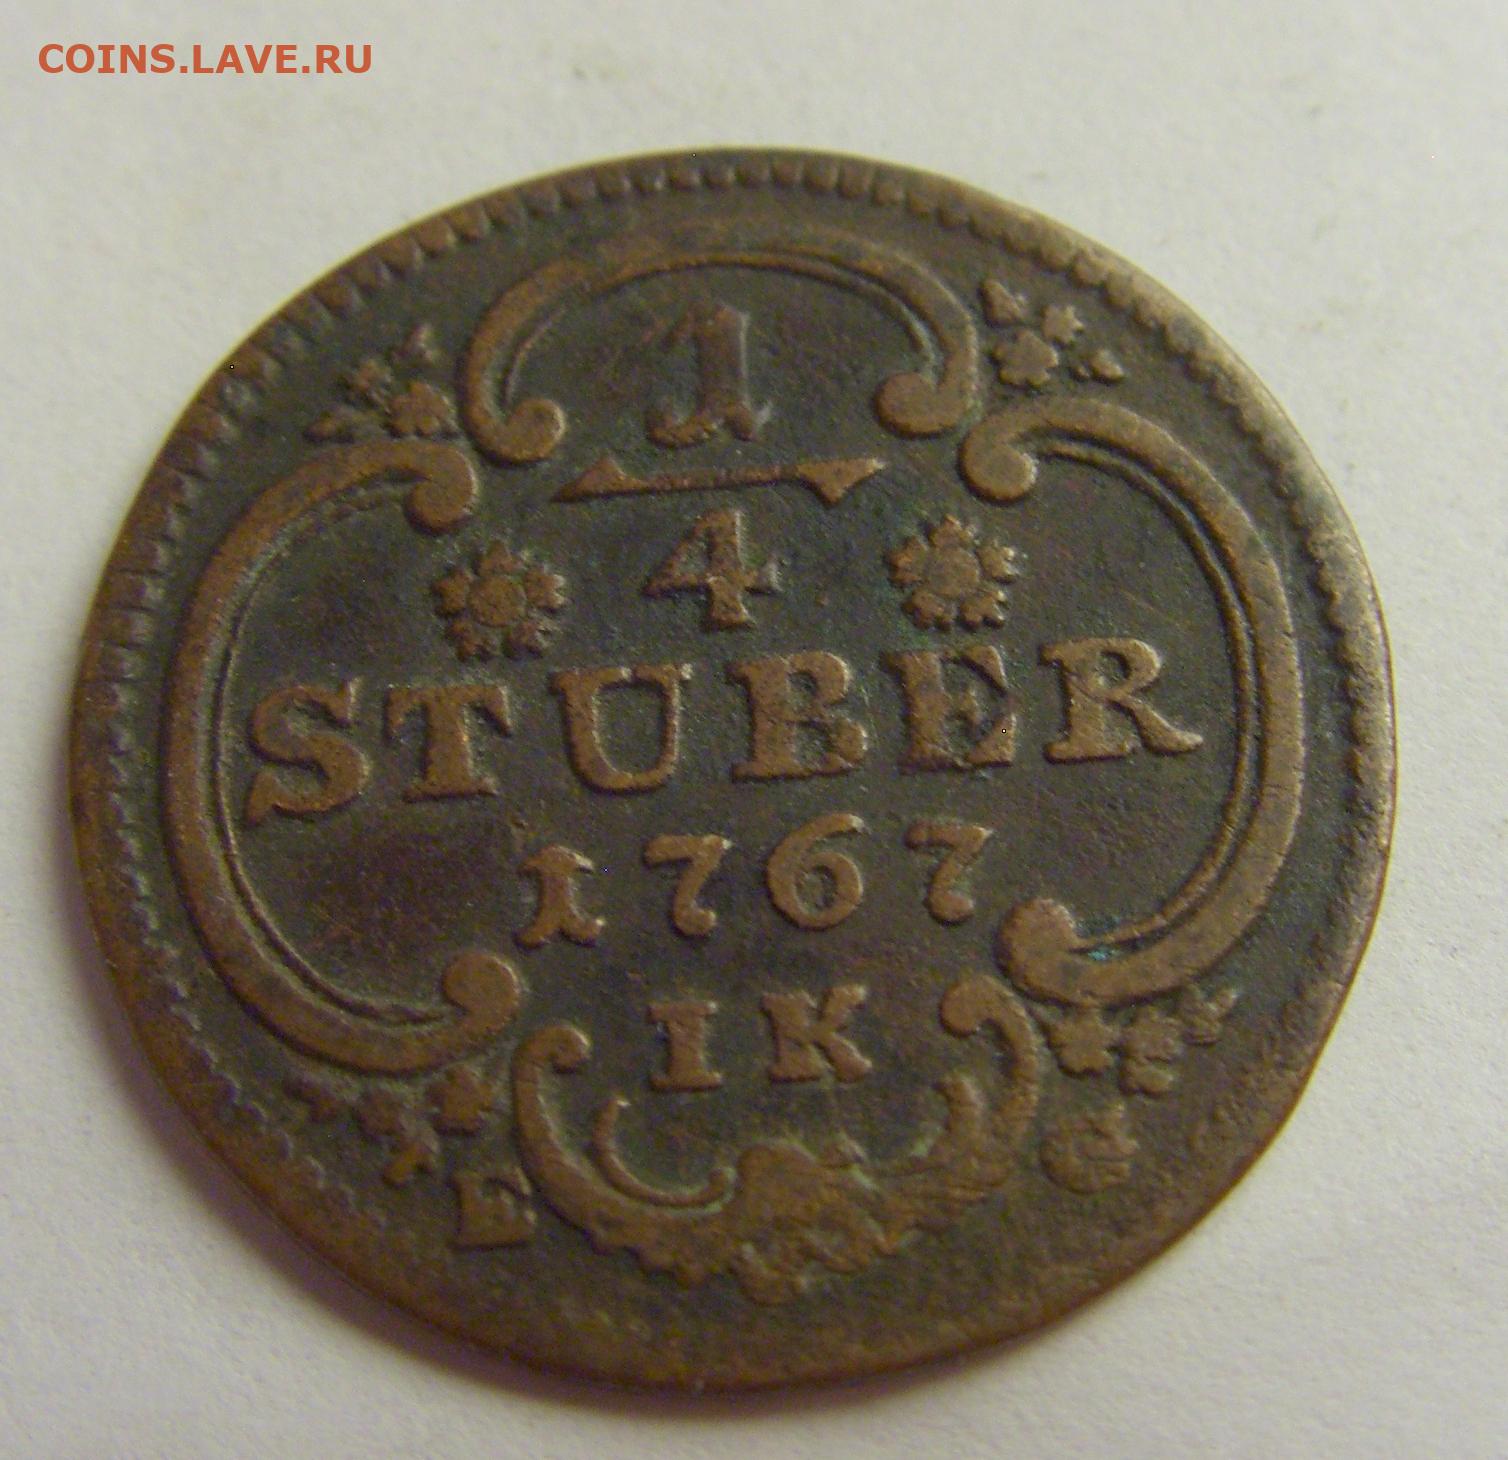 COINS.LAVE.RU
1
4
STUBER
1767
IK
E G